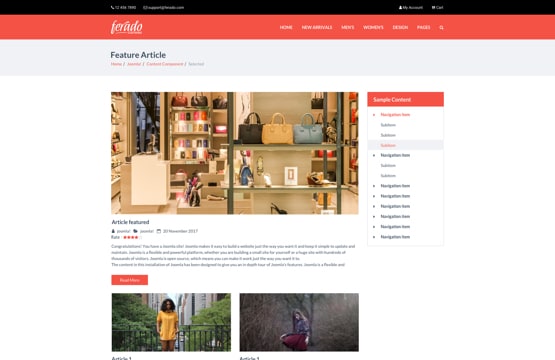 12 456 7890 support@ferado.com My Account Cart
ferado
HOME NEW ARRIVALS MEN'S WOMEN'S DESIGN PAGES
Feature Article
Home / Joomla! / Content Component / Selected
Sample Content
Navigation Item
Subitem
Subitem
Subitem
Navigation Item
Subitem
Subitem
Navigation Item
Navigation Item
Navigation Item
Navigation Item
Navigation Item
Navigation Item
Article featured
joomla! joomla! 20 November 2017
Rate
Congratulations! You have a Joomla site! Joomla makes it easy to build a website just the way you want it and keep it simple to update and
maintain. Joomla is a flexible and powerful platform, whether you are building a small site for yourself or a huge site with hundreds of
thousands of visitors. Joomla is open source, which means you can make it work just the way you want it to.
The content in this installation of Joomla has been designed to give you an in depth tour of Joomla's features. Joomla is a flexible and
Read More
Article 1
Article 1